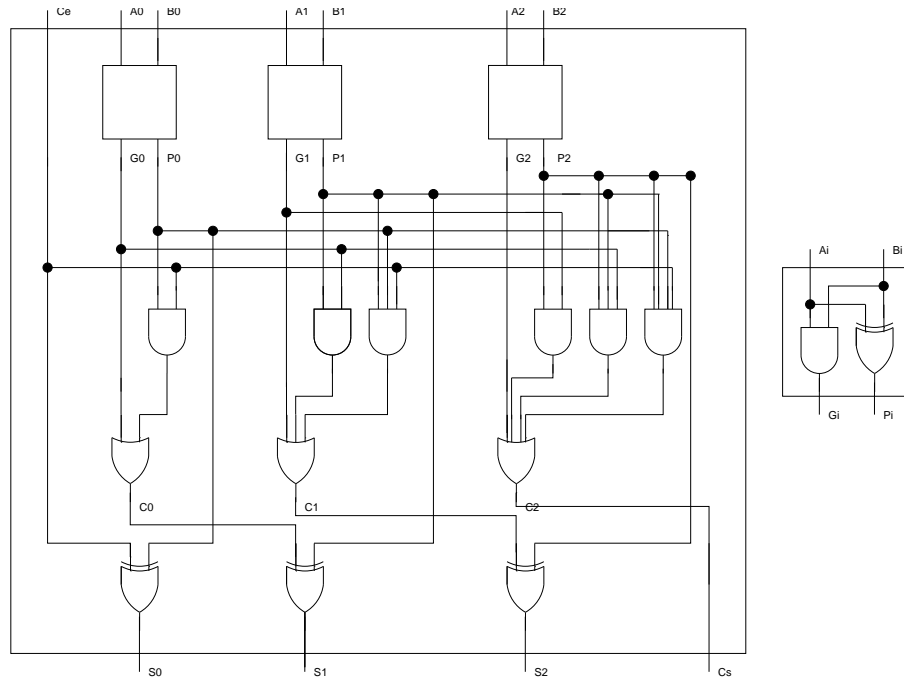 Ce A0 B0 A1 B1 A2 B2
G0 P0 G1 P1 G2 P2
Ai Bi
Gi Pi
C0 C1 C2
S0 S1 S2 Cs